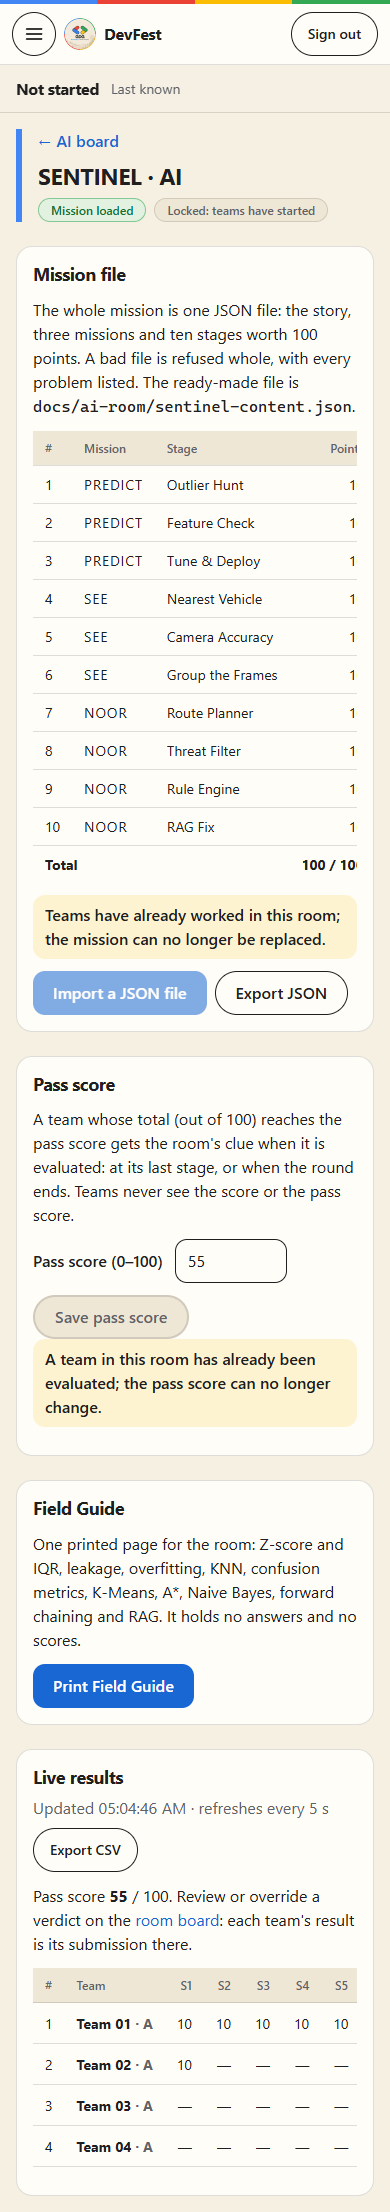 DevFest
Sign out
Not started Last known
← AI board
SENTINEL · AI
Mission loaded Locked: teams have started
Mission file
The whole mission is one JSON file: the story,
three missions and ten stages worth 100
points. A bad file is refused whole, with every
problem listed. The ready-made file is
docs/ai-room/sentinel-content.json.
# Mission Stage Point
1 PREDICT Outlier Hunt 1
2 PREDICT Feature Check 1
3 PREDICT Tune & Deploy 1
4 SEE Nearest Vehicle 1
5 SEE Camera Accuracy 1
6 SEE Group the Frames 1
7 NOOR Route Planner 1
8 NOOR Threat Filter 1
9 NOOR Rule Engine 1
10 NOOR RAG Fix 1
Total 100 / 10
Teams have already worked in this room;
the mission can no longer be replaced.
Import a JSON file Export JSON
Pass score
A team whose total (out of 100) reaches the
pass score gets the room's clue when it is
evaluated: at its last stage, or when the round
ends. Teams never see the score or the pass
score.
Pass score (0–100) 55
Save pass score
A team in this room has already been
evaluated; the pass score can no longer
change.
Field Guide
One printed page for the room: Z-score and
IQR, leakage, overfitting, KNN, confusion
metrics, K-Means, A*, Naive Bayes, forward
chaining and RAG. It holds no answers and no
scores.
Print Field Guide
Live results
Updated 05:04:46 AM · refreshes every 5 s
Export CSV
Pass score 55 / 100. Review or override a
verdict on the room board: each team's result
is its submission there.
# Team S1 S2 S3 S4 S5
1 Team 01 · A 10 10 10 10 10
2 Team 02 · A 10 — — — —
3 Team 03 · A — — — — —
4 Team 04 · A — — — — —